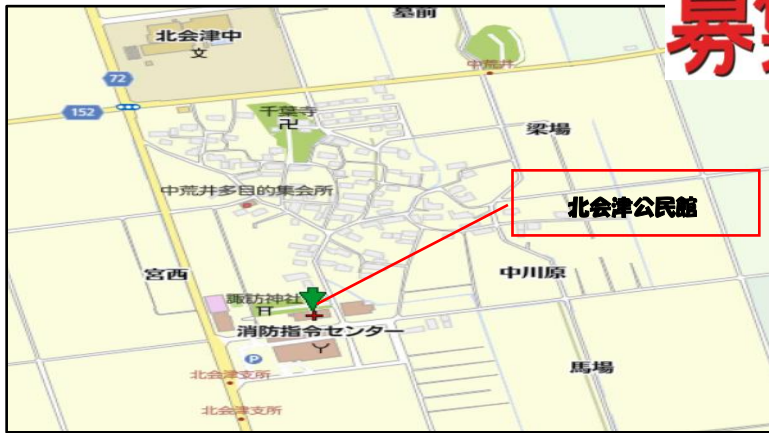 墓前
募集
北会津中
文
72
中荒井
152
千葉寺
卍
梁場
中荒井多目的集会所
北会津公民館
宮西
中川原
諏訪神社
消防指令センター
P
馬場
北会津支所
北会津支所